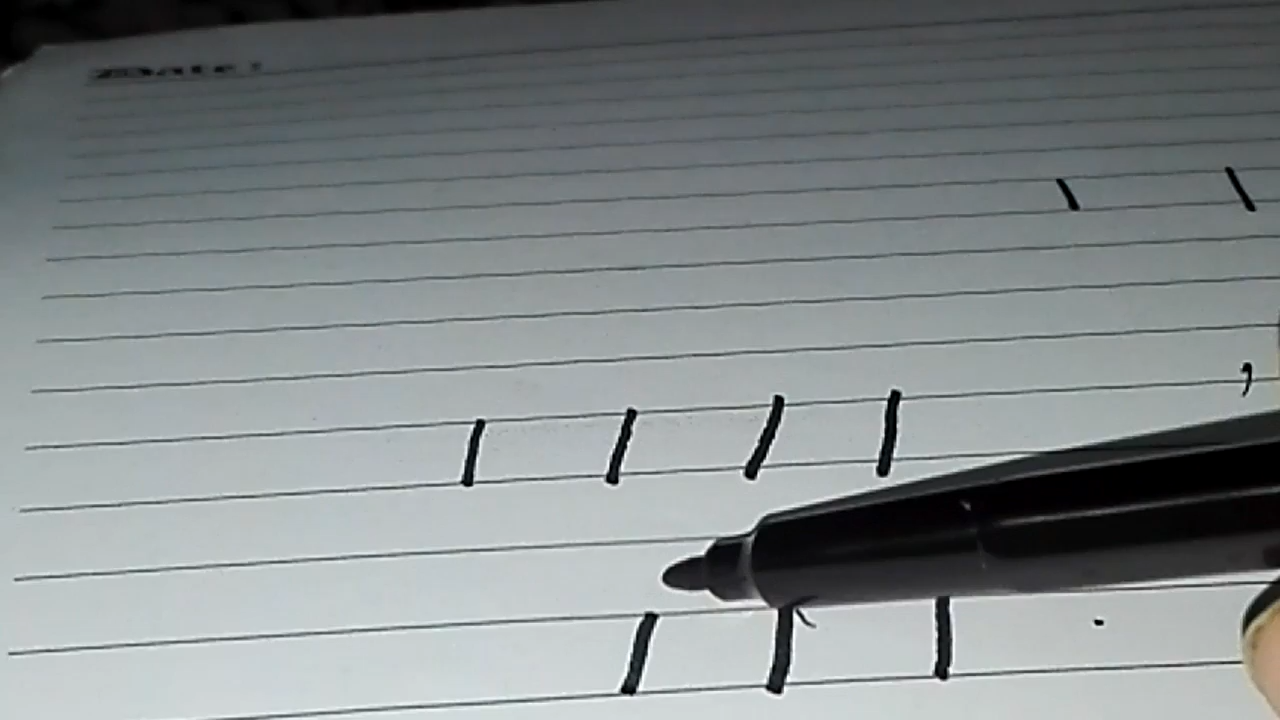 Date:
| |
| | | | ,
| | | .